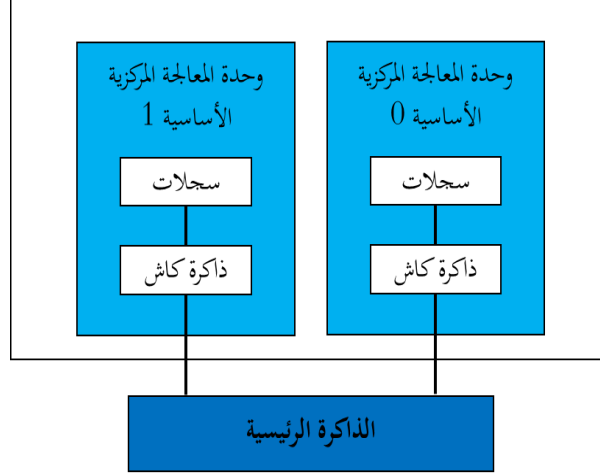 وحدة المعالجة المركزية
الأساسية 0
سجلات
ذاكرة كاش
وحدة المعالجة المركزية
الأساسية 1
سجلات
ذاكرة كاش
الذاكرة الرئيسية